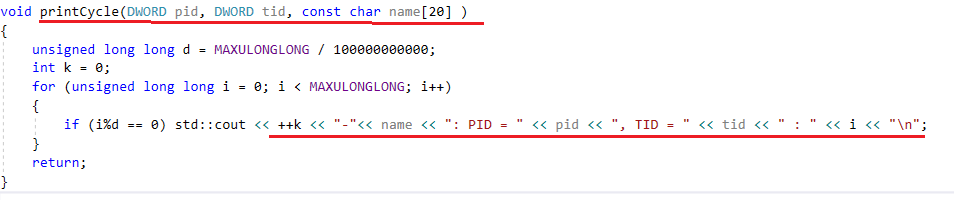 void printCycle(DWORD pid, DWORD tid, const char name[20] )
{
unsigned long long d = MAXULONGLONG / 100000000000;
int k = 0;
for (unsigned long long i = 0; i < MAXULONGLONG; i++)
{
if (i%d == 0) std::cout << ++k << "-"<< name << ": PID = " << pid << ", TID = " << tid << " : " << i << "\n";
}
return;
}